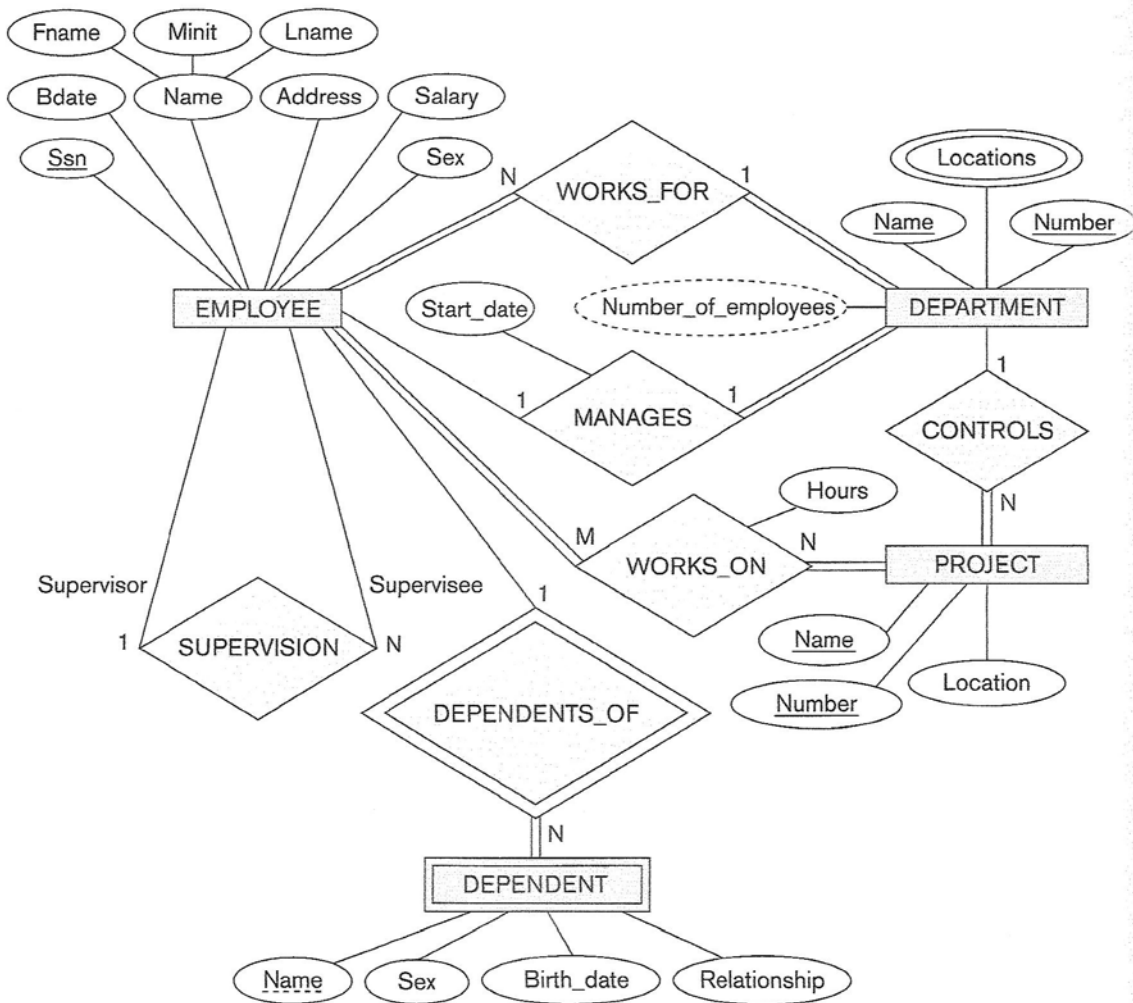 Fname Minit Lname
Bdate Name Address Salary
Ssn Sex
N WORKS_FOR 1
Locations
Name Number
EMPLOYEE Start_date Number_of_employees DEPARTMENT
1 MANAGES 1
1
CONTROLS
N
Hours
M WORKS_ON N
PROJECT
Supervisor Supervisee
1 SUPERVISION N
1
Name
Number
Location
DEPENDENTS_OF
N
DEPENDENT
Name Sex Birth_date Relationship